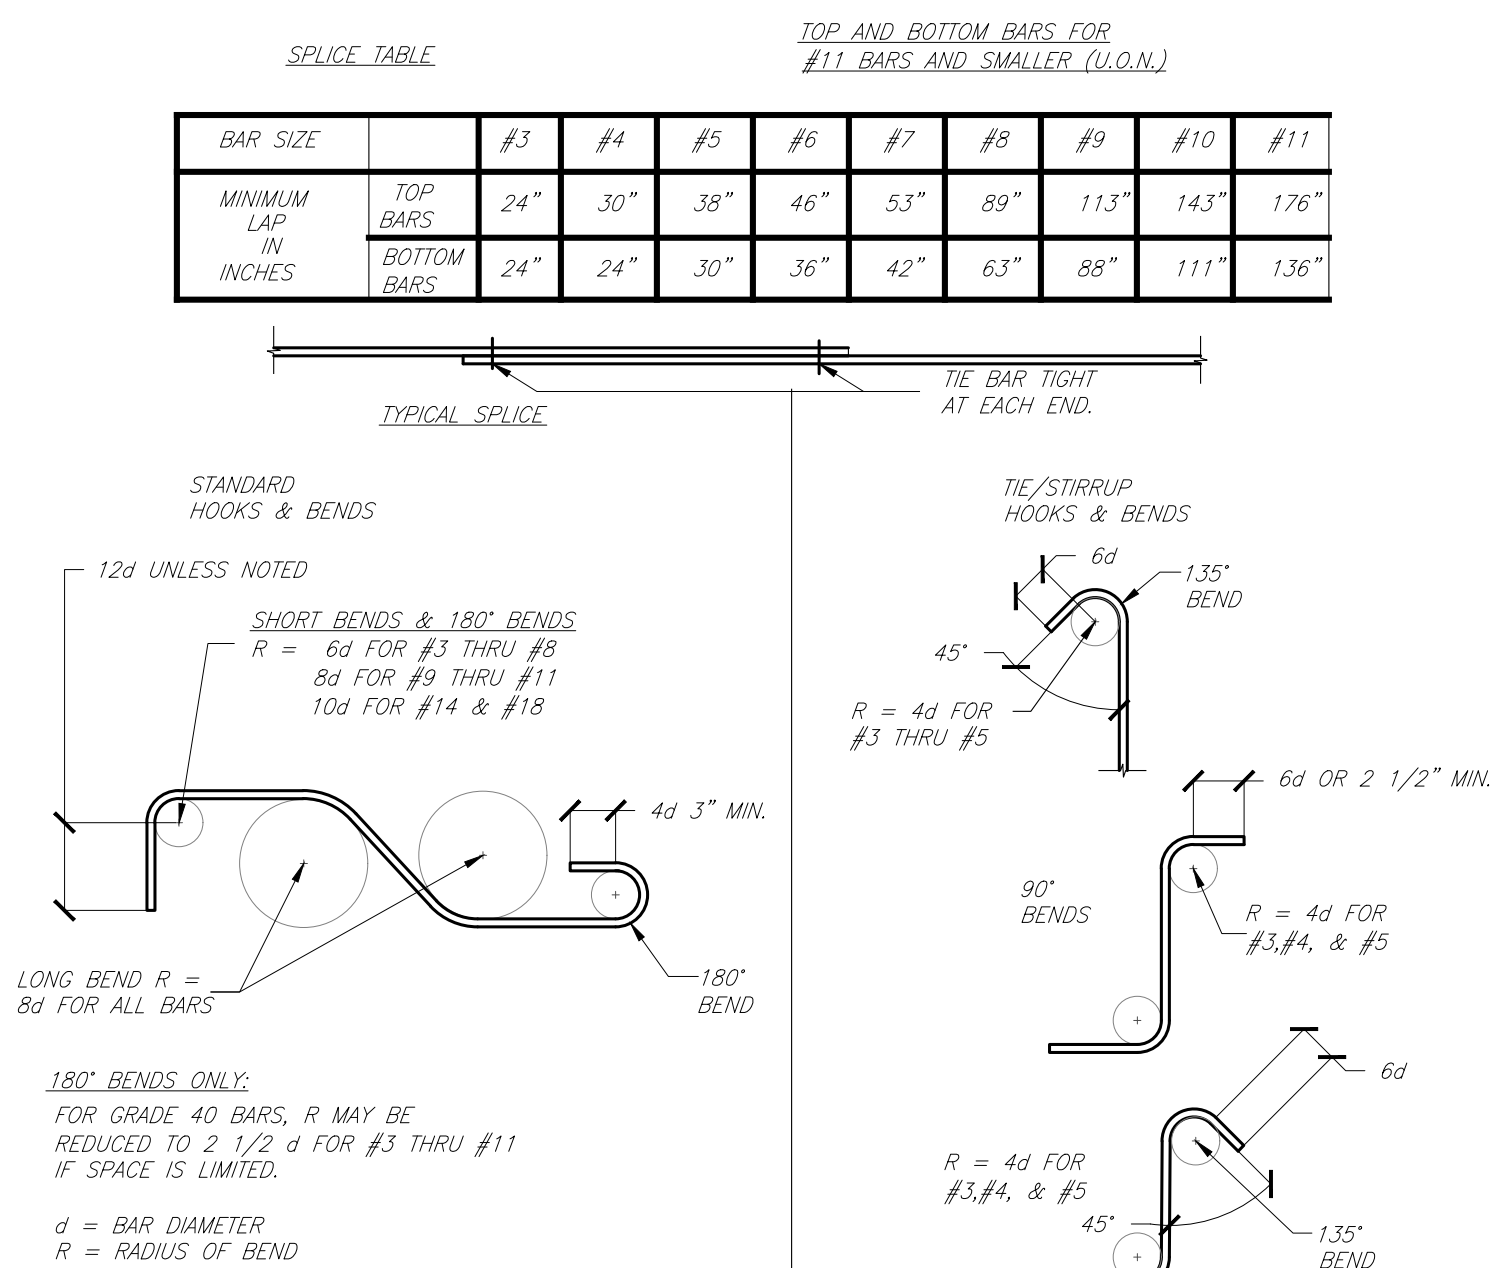 SPLICE TABLE
TOP AND BOTTOM BARS FOR
#11 BARS AND SMALLER (U.O.N.)
BAR SIZE #3 #4 #5 #6 #7 #8 #9 #10 #11
MINIMUM
LAP
IN
INCHES
TOP
BARS
24" 30" 38" 46" 53" 89" 113" 143" 176"
BOTTOM
BARS
24" 24" 30" 36" 42" 63" 88" 111" 136"
TIE BAR TIGHT
AT EACH END.
TYPICAL SPLICE
STANDARD
HOOKS & BENDS
12d UNLESS NOTED
SHORT BENDS & 180° BENDS
R = 6d FOR #3 THRU #8
8d FOR #9 THRU #11
10d FOR #14 & #18
4d 3" MIN.
LONG BEND R =
8d FOR ALL BARS
180°
BEND
180° BENDS ONLY:
FOR GRADE 40 BARS, R MAY BE
REDUCED TO 2 1/2 d FOR #3 THRU #11
IF SPACE IS LIMITED.
d = BAR DIAMETER
R = RADIUS OF BEND
TIE/STIRRUP
HOOKS & BENDS
6d
135°
BEND
45°
R = 4d FOR
#3 THRU #5
6d OR 2 1/2" MIN.
90°
BENDS
R = 4d FOR
#3,#4, & #5
6d
R = 4d FOR
#3,#4, & #5
45°
135°
BEND